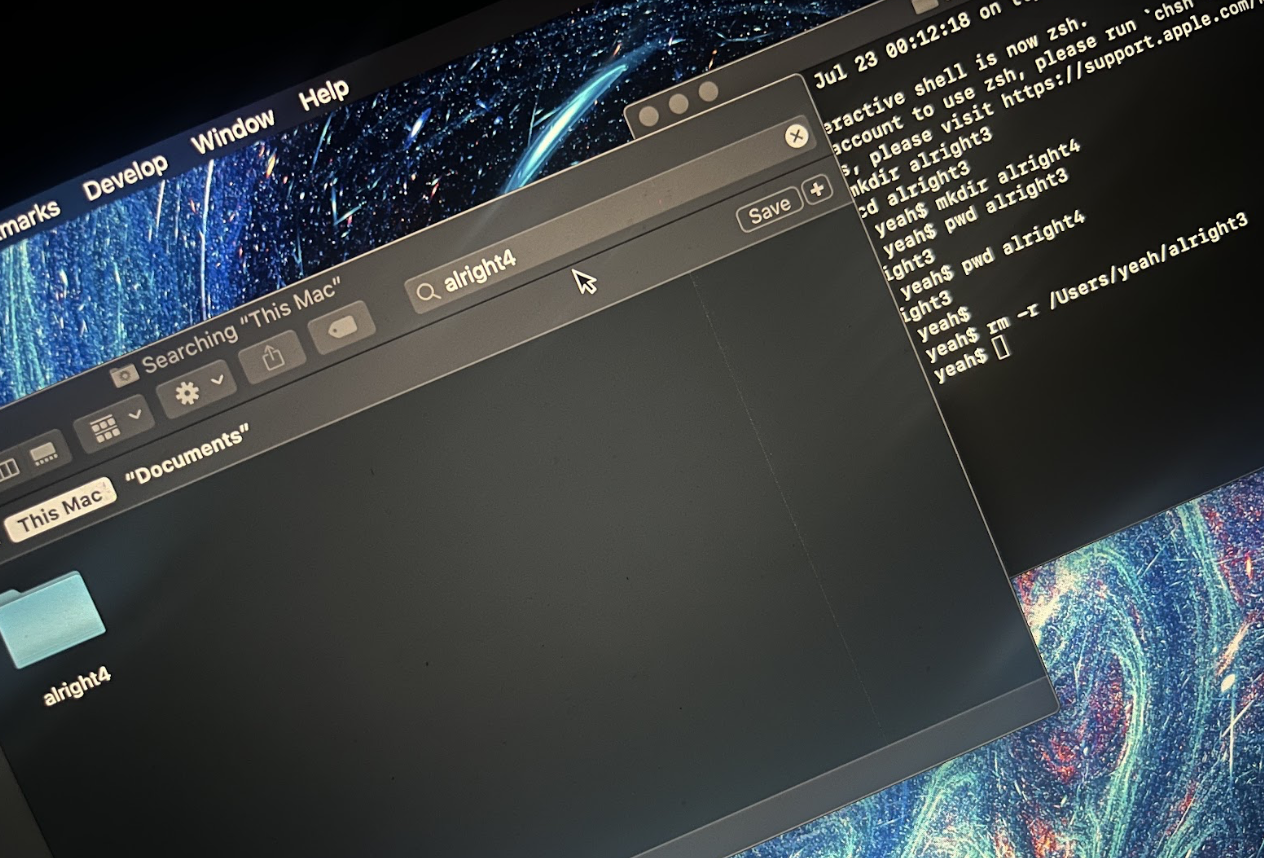 Develop Window Help
Searching “This Mac”
alright4
Save
This Mac “Documents”
alright4
Jul 23 00:12:18 on
shell is now zsh.
account to use zsh, please run `chsh
please visit https://support.apple.com/
mkdir alright3
cd alright3
yeah$ mkdir alright4
yeah$ pwd alright3
ight3
yeah$ pwd alright4
ight3
yeah$
yeah$ rm -r /Users/yeah/alright3
yeah$